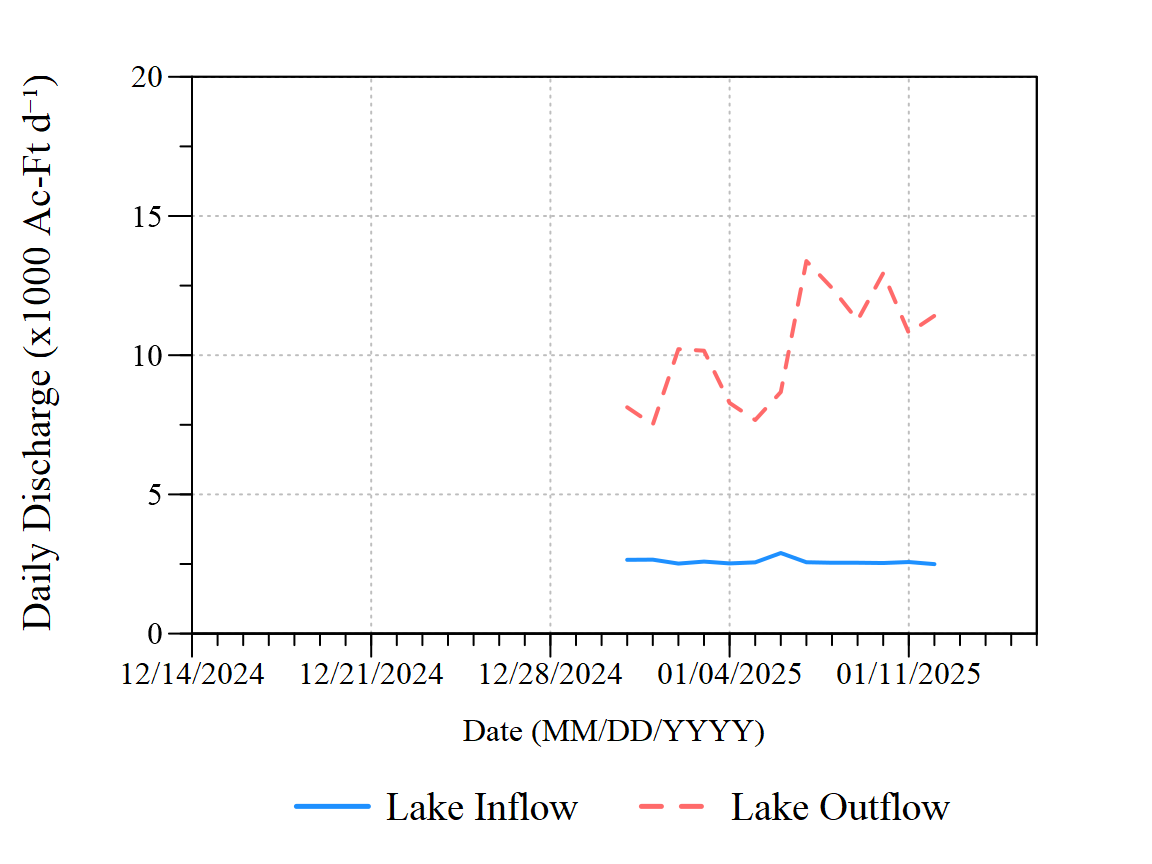 Daily Discharge (x1000 Ac-Ft d⁻¹)
20
15
10
5
0
12/14/2024 12/21/2024 12/28/2024 01/04/2025 01/11/2025
Date (MM/DD/YYYY)
Lake Inflow Lake Outflow